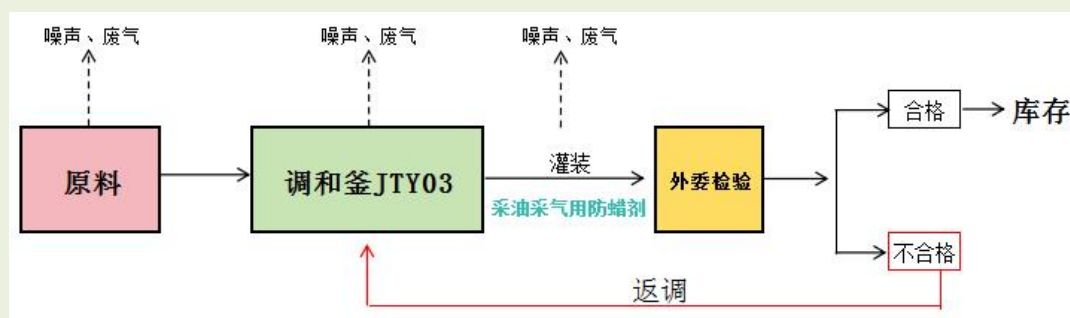 噪声、废气
噪声、废气
噪声、废气
原料
调和釜JTY03
灌装
采油采气用防蜡剂
外委检验
合格
库存
不合格
返调